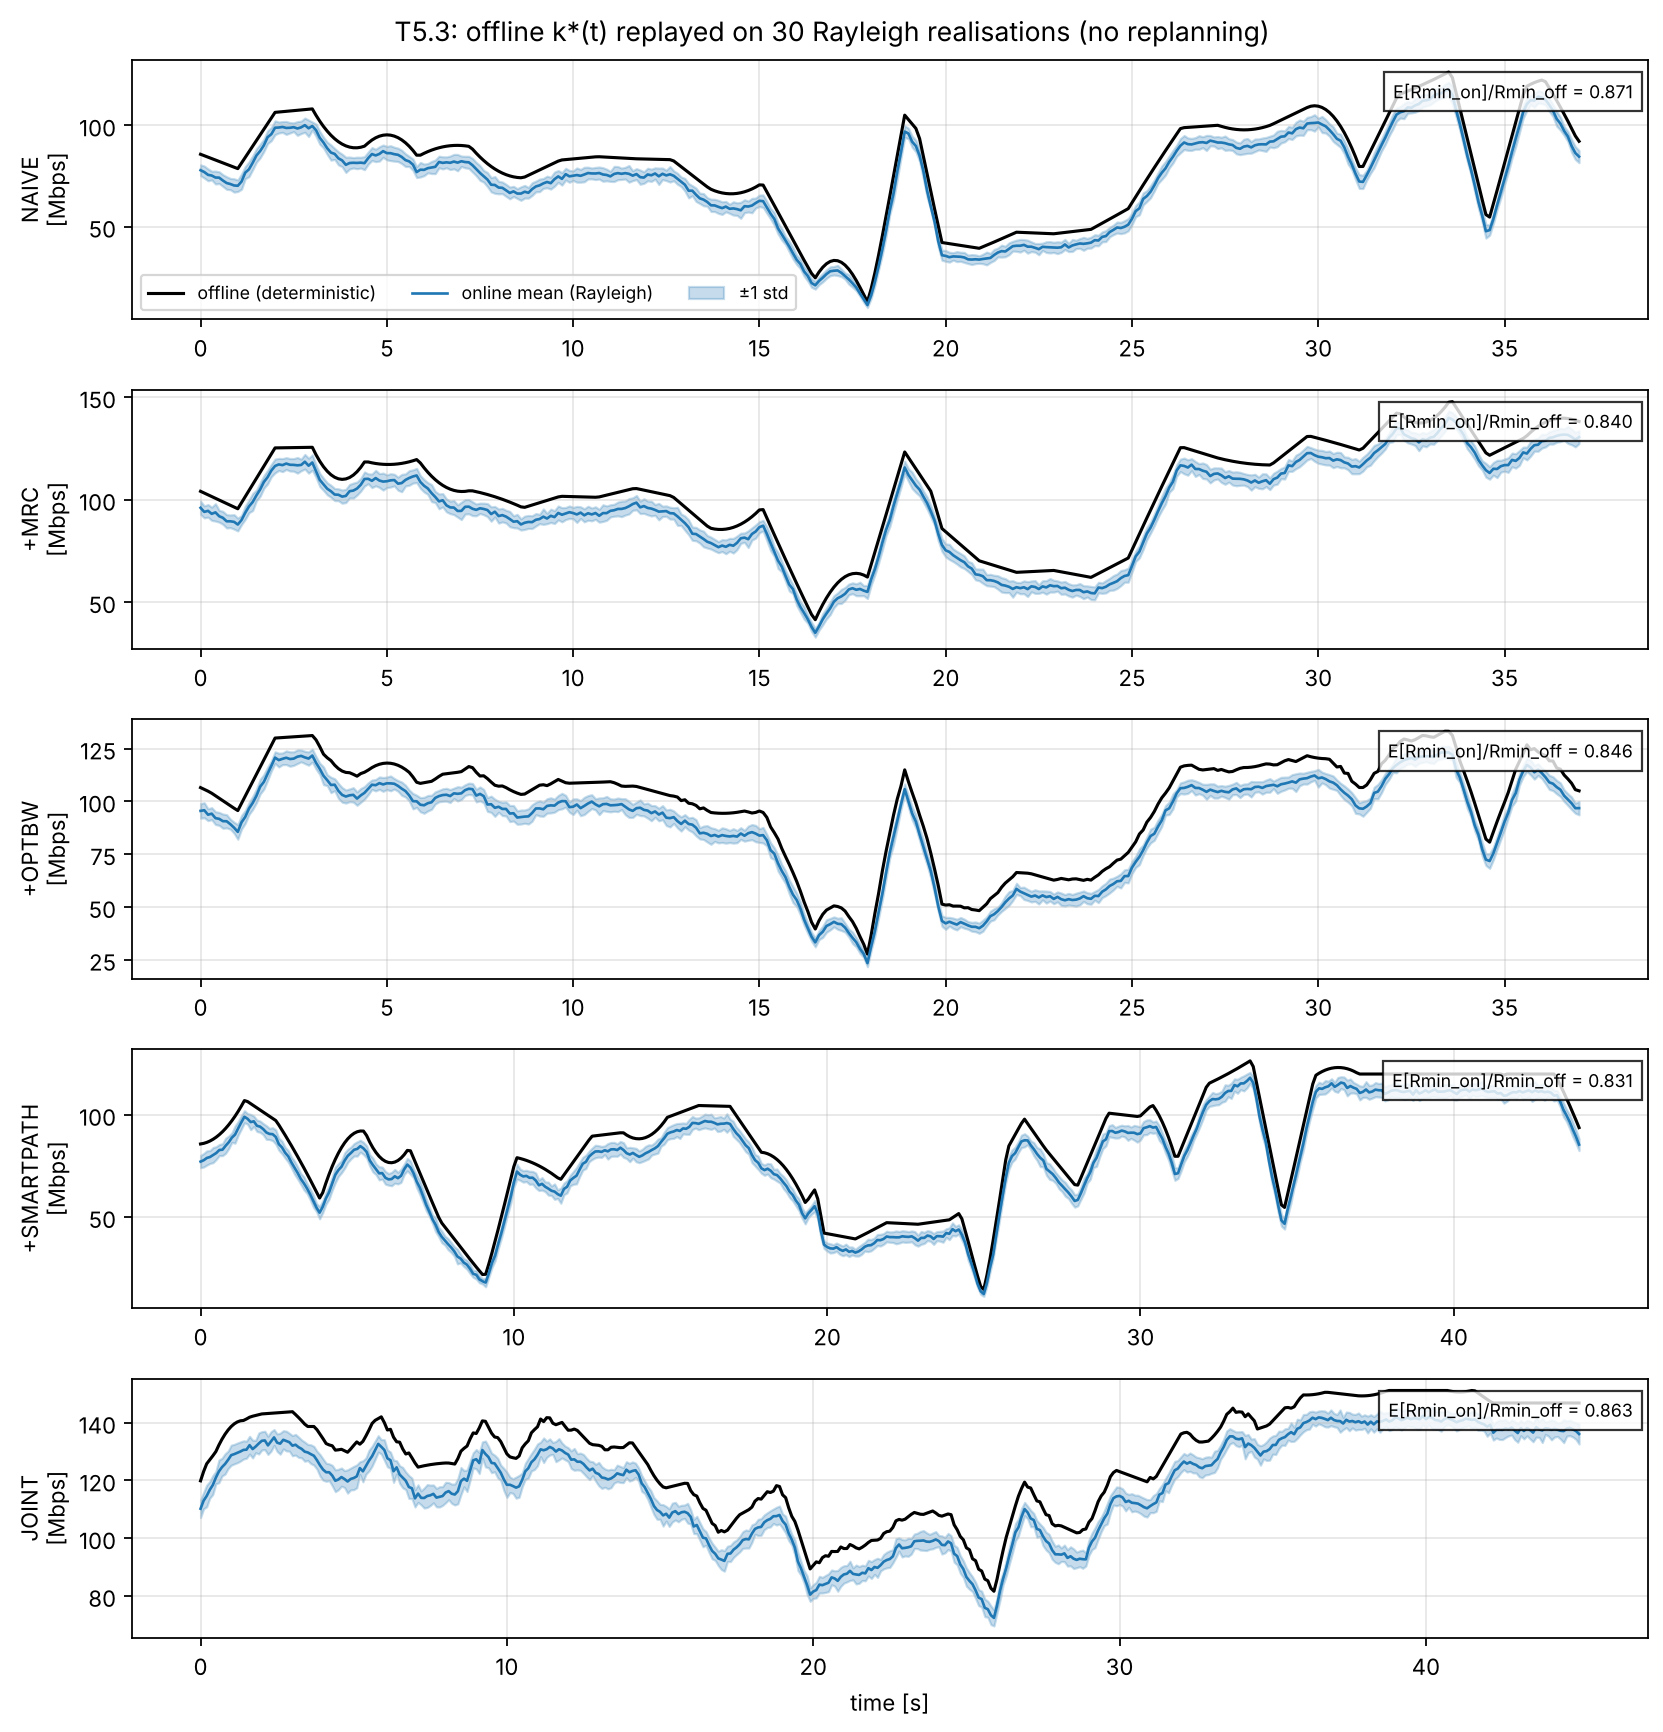 T5.3: offline k*(t) replayed on 30 Rayleigh realisations (no replanning)
NAIVE
[Mbps]
100
50
E[Rmin_on]/Rmin_off = 0.871
offline (deterministic)
online mean (Rayleigh)
±1 std
0 5 10 15 20 25 30 35
+MRC
[Mbps]
150
100
50
E[Rmin_on]/Rmin_off = 0.840
0 5 10 15 20 25 30 35
+OPTBW
[Mbps]
125
100
75
50
25
E[Rmin_on]/Rmin_off = 0.846
0 5 10 15 20 25 30 35
+SMARTPATH
[Mbps]
100
50
E[Rmin_on]/Rmin_off = 0.831
0 10 20 30 40
JOINT
[Mbps]
140
120
100
80
E[Rmin_on]/Rmin_off = 0.863
0 10 20 30 40
time [s]